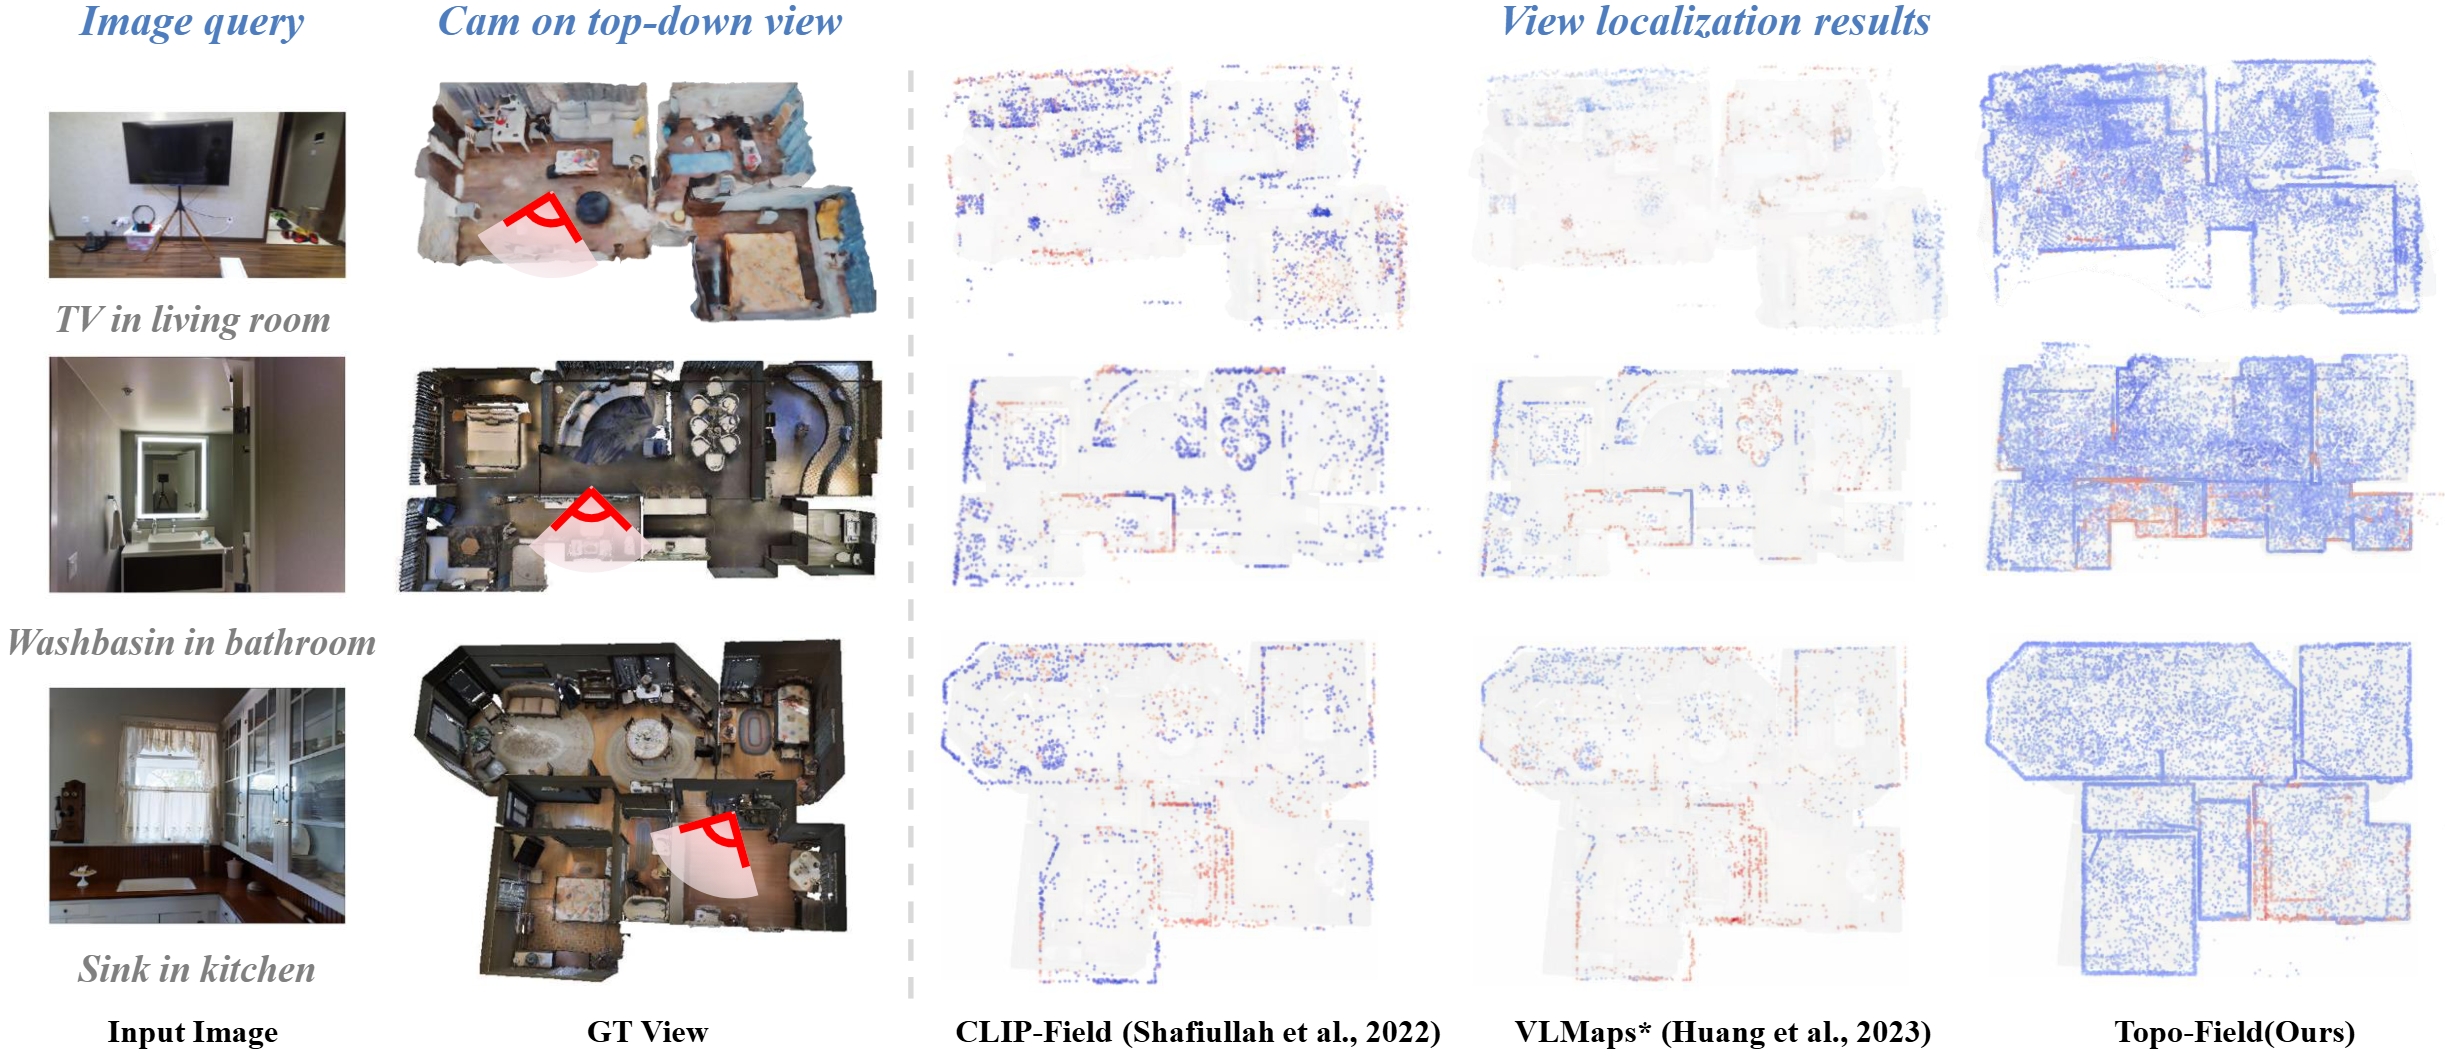 Image query
Cam on top-down view
View localization results
TV in living room
Washbasin in bathroom
Sink in kitchen
Input Image
GT View
CLIP-Field (Shafiullah et al., 2022)
VLMaps* (Huang et al., 2023)
Topo-Field(Ours)